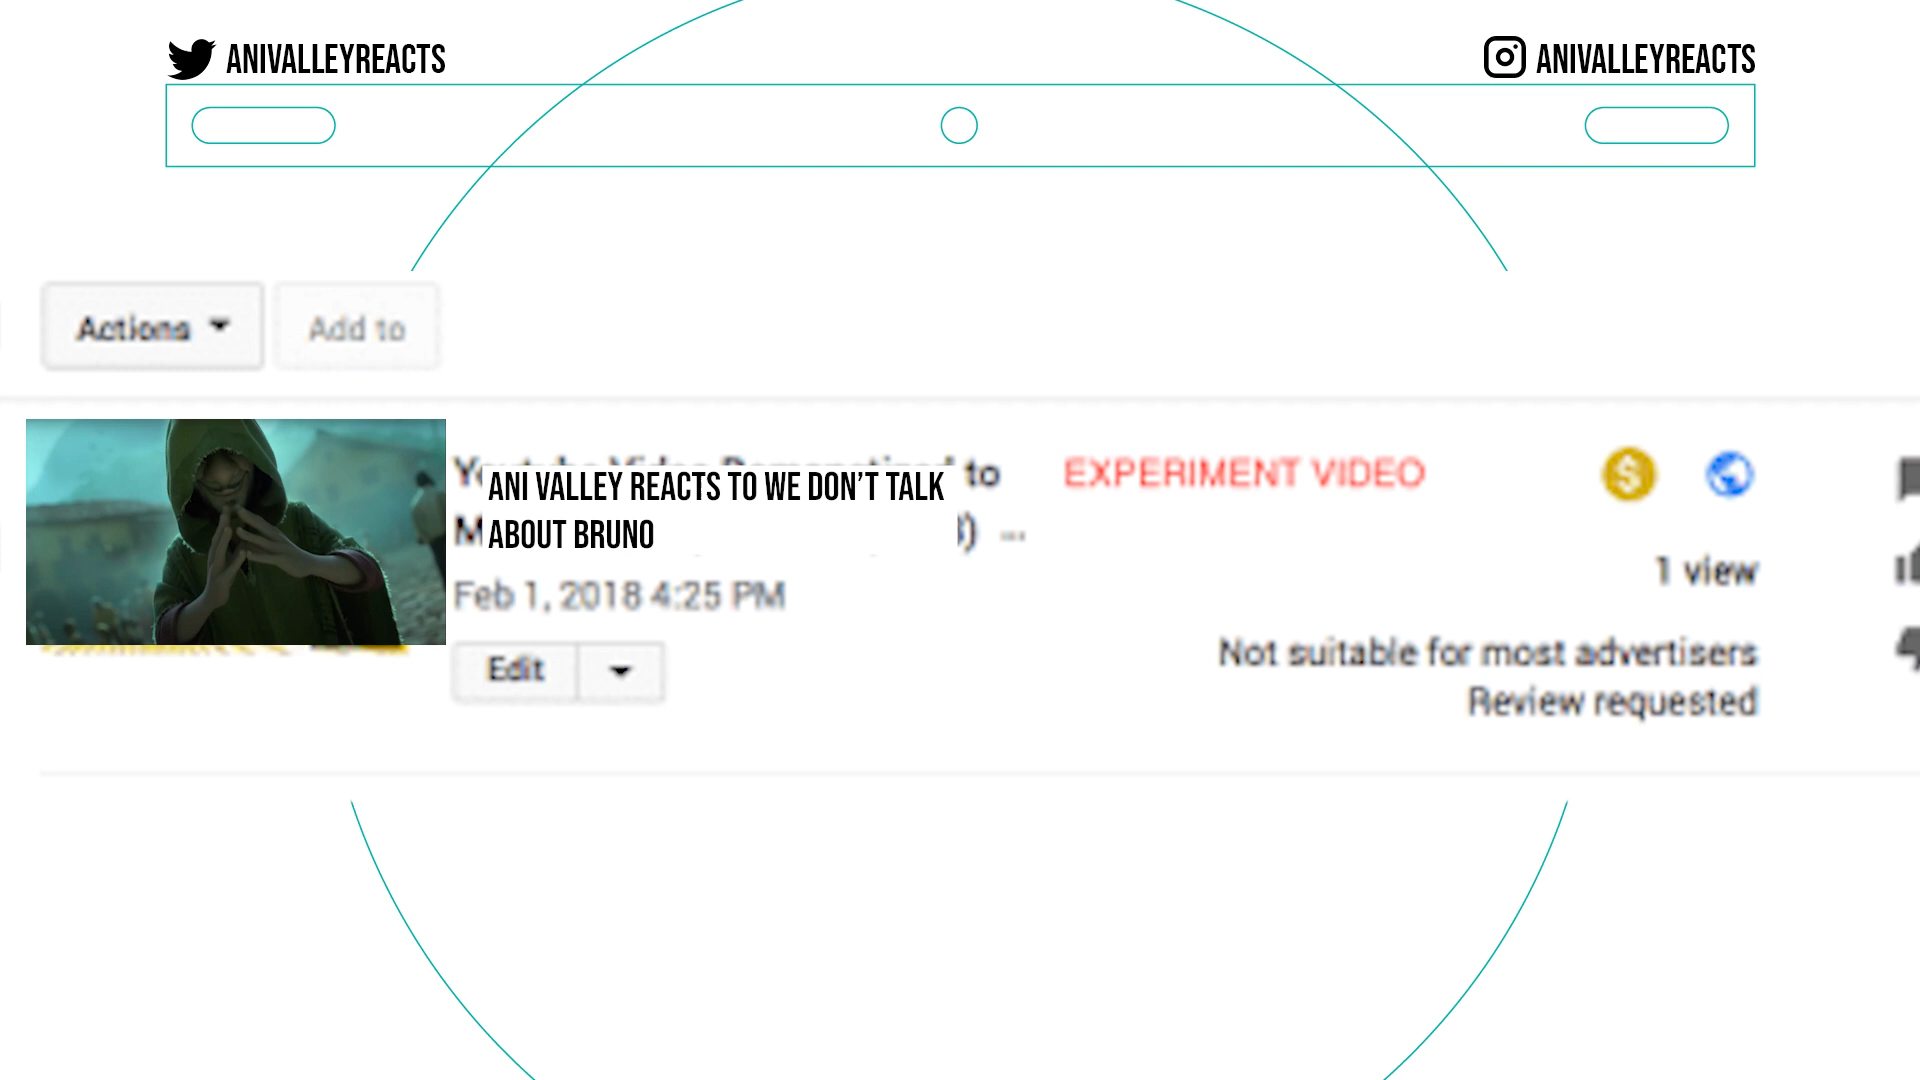 ANIVALLEYREACTS
ANIVALLEYREACTS
Actions
Add to
to
ANI VALLEY REACTS TO WE DON'T TALK
ABOUT BRUNO
EXPERIMENT VIDEO
Feb 1, 2018 4:25 PM
1 view
Edit
Not suitable for most advertisers
Review requested